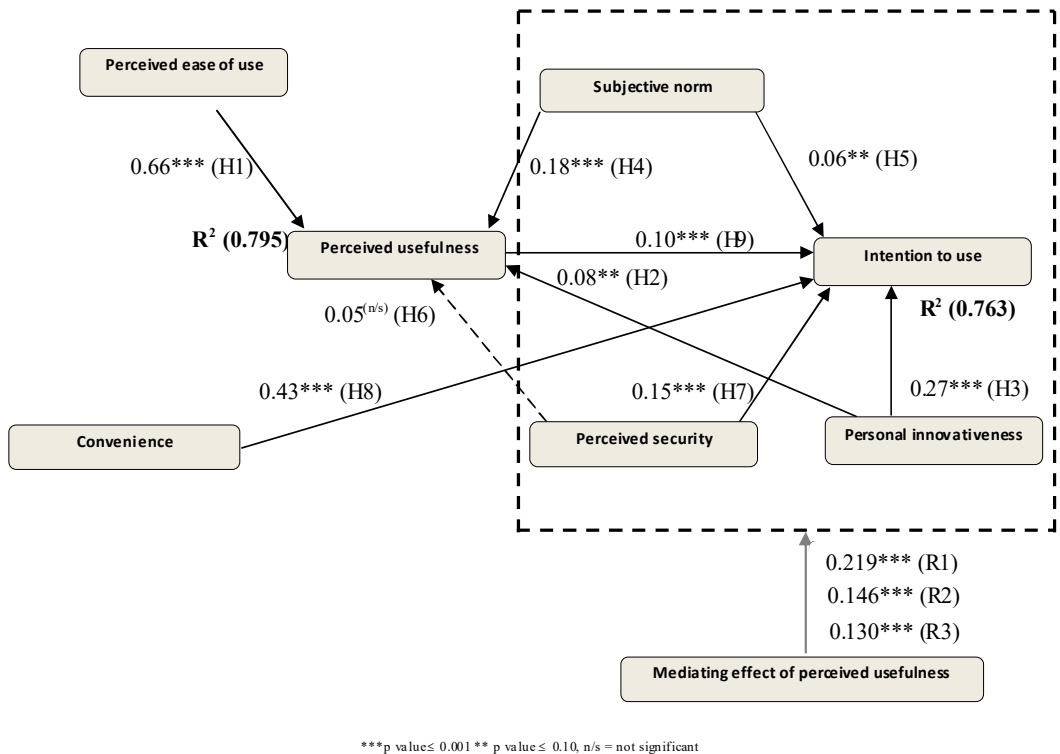 Perceived ease of use
Subjective norm
0.66*** (H1)
0.18*** (H4)
0.06** (H5)
R² (0.795)
Perceived usefulness
0.10*** (H9)
Intention to use
0.08** (H2)
R² (0.763)
0.05(n/s) (H6)
0.43*** (H8)
0.15*** (H7)
0.27*** (H3)
Convenience
Perceived security
Personal innovativeness
0.219*** (R1)
0.146*** (R2)
0.130*** (R3)
Mediating effect of perceived usefulness
***p value≤ 0.001 ** p value ≤ 0.10, n/s = not significant